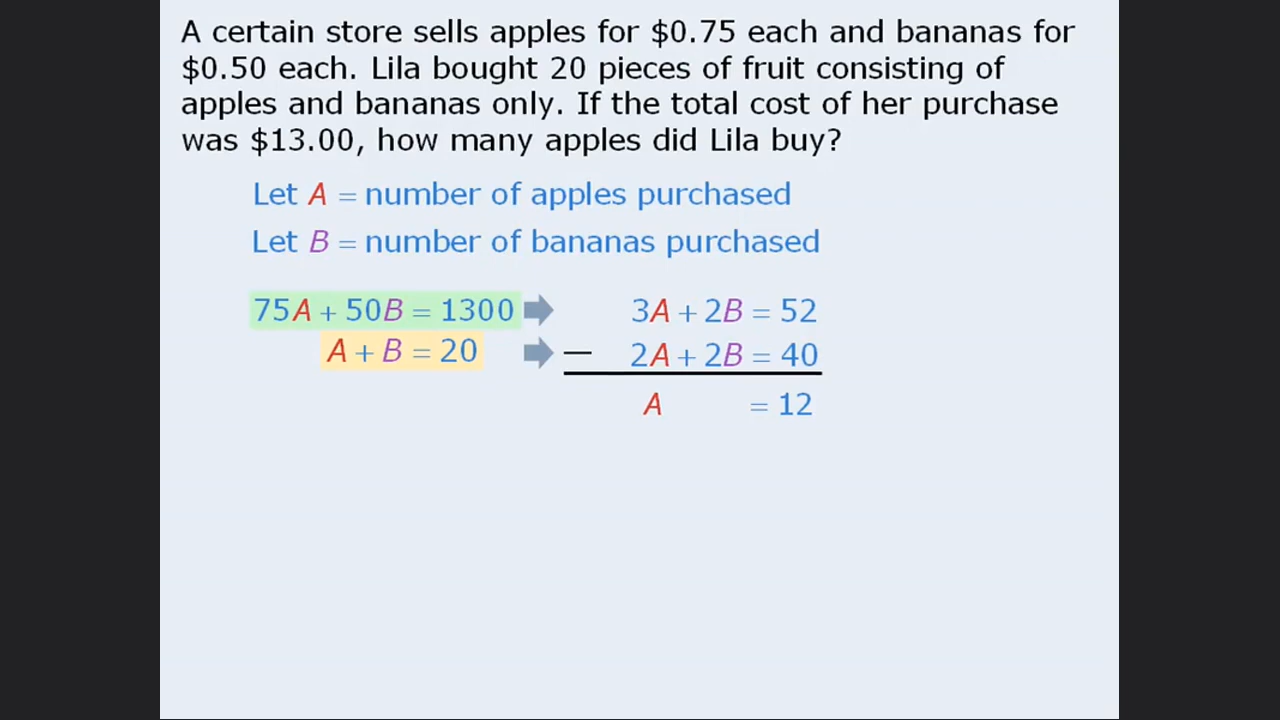 A certain store sells apples for $0.75 each and bananas for
$0.50 each. Lila bought 20 pieces of fruit consisting of
apples and bananas only. If the total cost of her purchase
was $13.00, how many apples did Lila buy?
Let A = number of apples purchased
Let B = number of bananas purchased
75A + 50B = 1300 3A + 2B = 52
A + B = 20 — 2A + 2B = 40
A = 12